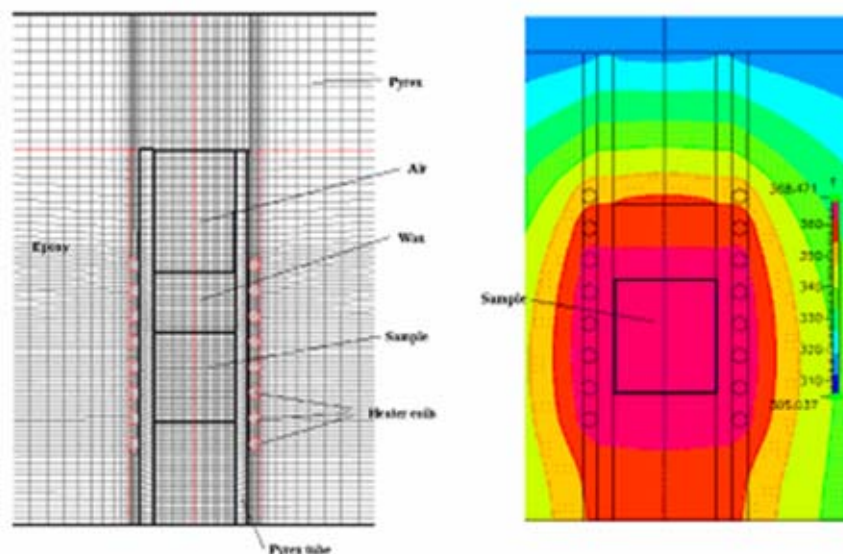 Pyrex
Air
Epoxy
Wax
Sample
Heater coils
Pyrex tube
Sample
T
368.471
360
350
340
330
320
310
305.037